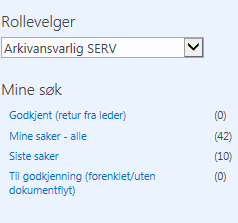 Rollevelger
Arkivansvarlig SERV
Mine søk
Godkjent (retur fra leder) (0)
Mine saker - alle (42)
Siste saker (10)
Til godkjenning (forenklet/uten (0)
dokumentflyt)